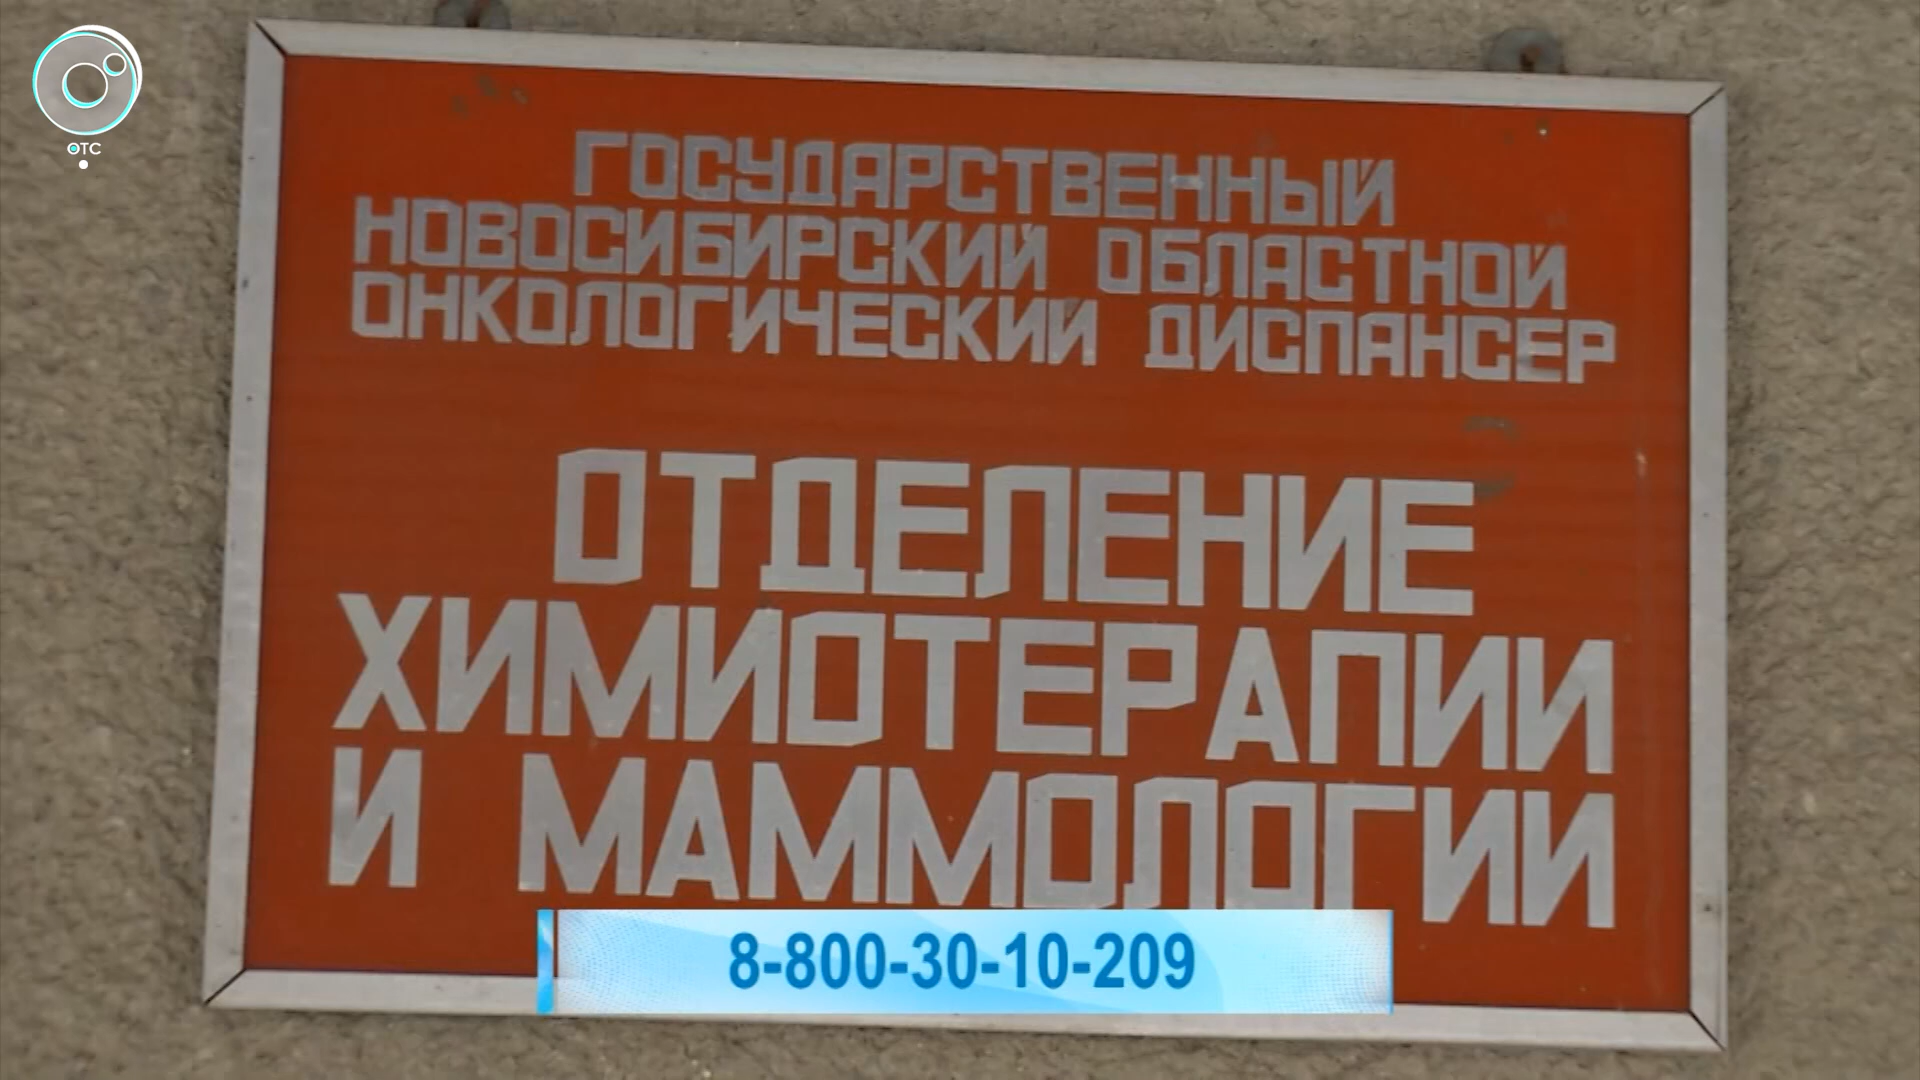 ОТС
ГОСУДАРСТВЕННЫЙ
НОВОСИБИРСКИЙ ОБЛАСТНОЙ
ОНКОЛОГИЧЕСКИЙ ДИСПАНСЕР
ОТДЕЛЕНИЕ
ХИМИОТЕРАПИИ
И МАММОЛОГИИ
8-800-30-10-209